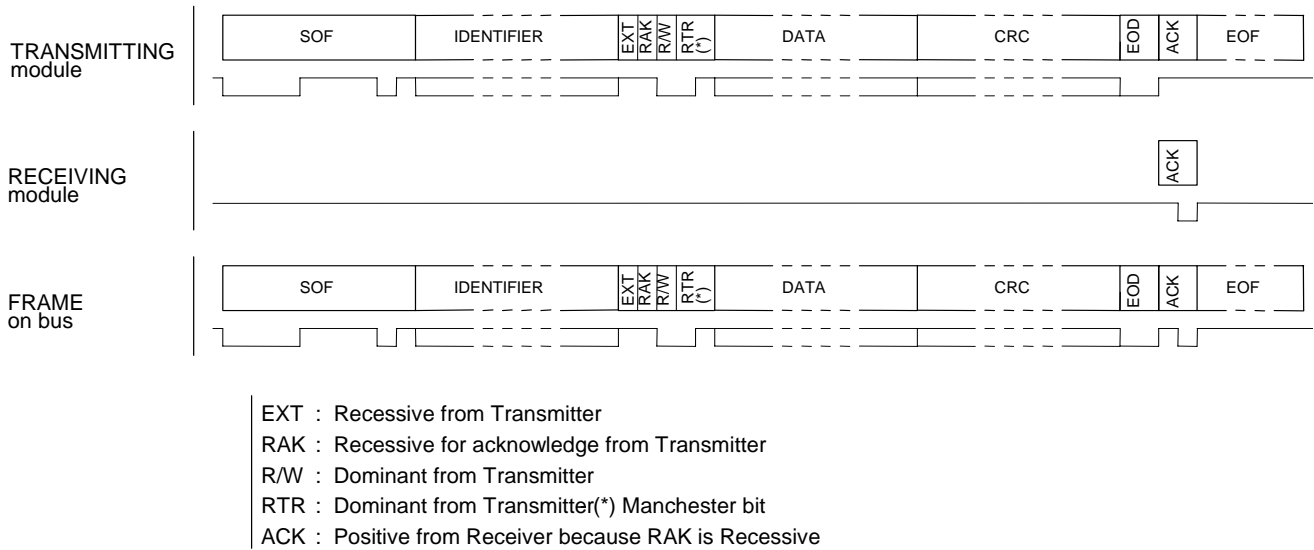 TRANSMITTING
module
SOF IDENTIFIER EXT RAK R/W RTR (*) DATA CRC EOD ACK EOF
RECEIVING
module
ACK
FRAME
on bus
SOF IDENTIFIER EXT RAK R/W RTR (*) DATA CRC EOD ACK EOF
EXT : Recessive from Transmitter
RAK : Recessive for acknowledge from Transmitter
R/W : Dominant from Transmitter
RTR : Dominant from Transmitter(*) Manchester bit
ACK : Positive from Receiver because RAK is Recessive